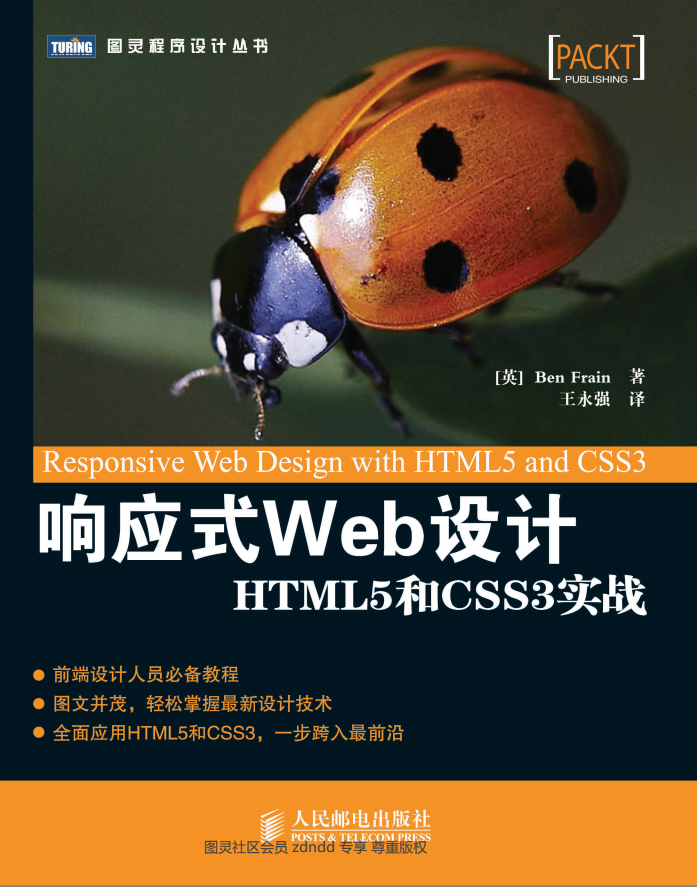 TURING 图灵程序设计丛书
PACKT
PUBLISHING
[英] Ben Frain 著
王永强 译
Responsive Web Design with HTML5 and CSS3
响应式Web设计
HTML5和CSS3实战
● 前端设计人员必备教程
● 图文并茂，轻松掌握最新设计技术
● 全面应用HTML5和CSS3，一步跨入最前沿
人民邮电出版社
POSTS & TELECOM PRESS
图灵社区会员 zdndd 专享 尊重版权